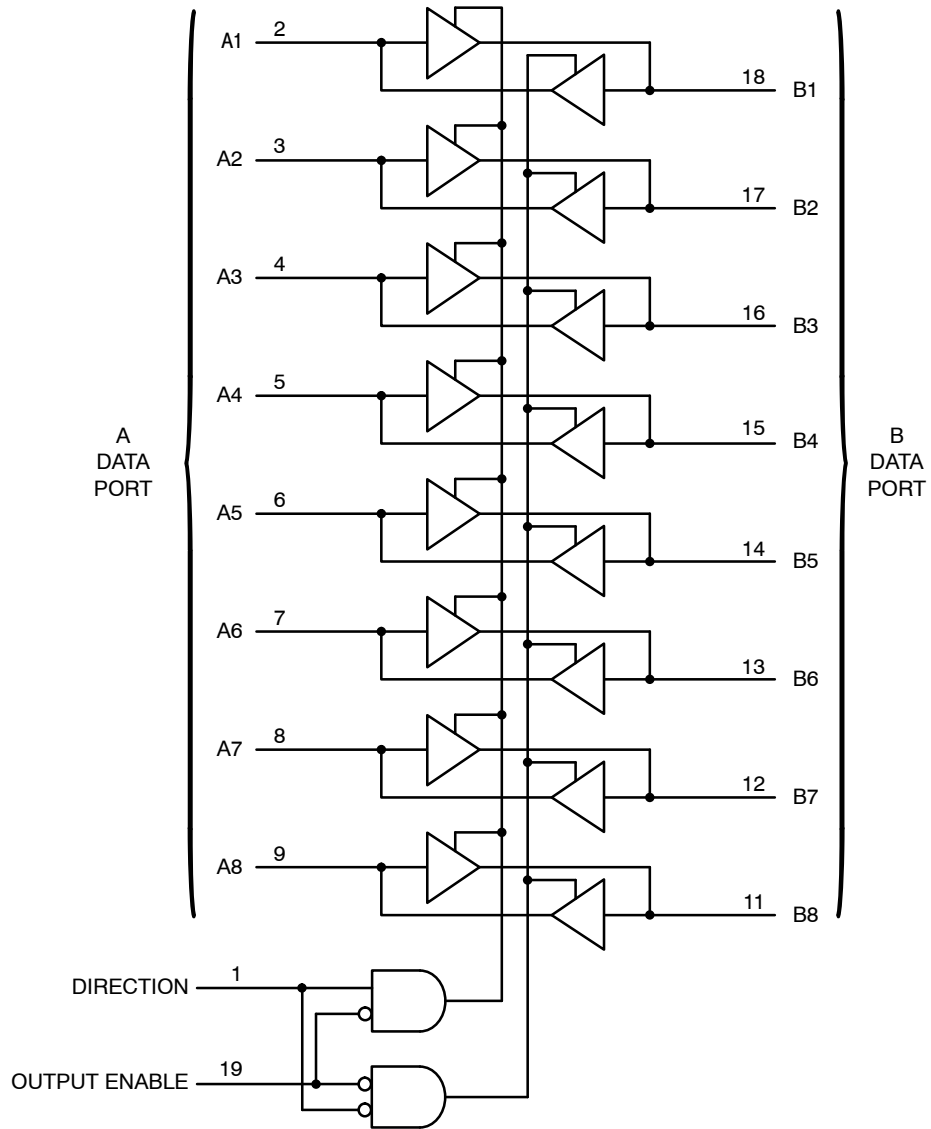 A1 2
18 B1
A2 3
17 B2
A3 4
16 B3
A4 5
15 B4
A
DATA
PORT
B
DATA
PORT
A5 6
14 B5
A6 7
13 B6
A7 8
12 B7
A8 9
11 B8
DIRECTION 1
OUTPUT ENABLE 19